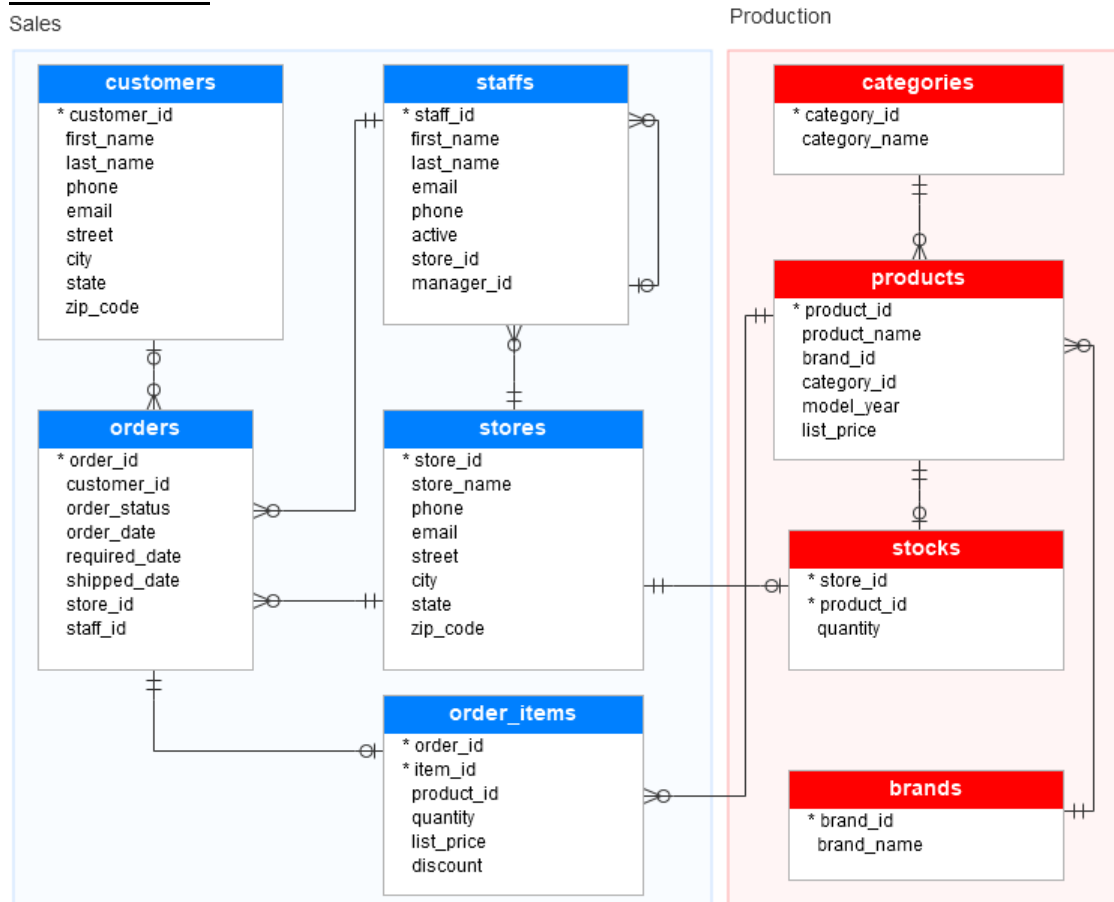 Sales
Production
customers
* customer_id
first_name
last_name
phone
email
street
city
state
zip_code
staffs
* staff_id
first_name
last_name
email
phone
active
store_id
manager_id
categories
* category_id
category_name
products
* product_id
product_name
brand_id
category_id
model_year
list_price
orders
* order_id
customer_id
order_status
order_date
required_date
shipped_date
store_id
staff_id
stores
* store_id
store_name
phone
email
street
city
state
zip_code
stocks
* store_id
* product_id
quantity
order_items
* order_id
* item_id
product_id
quantity
list_price
discount
brands
* brand_id
brand_name